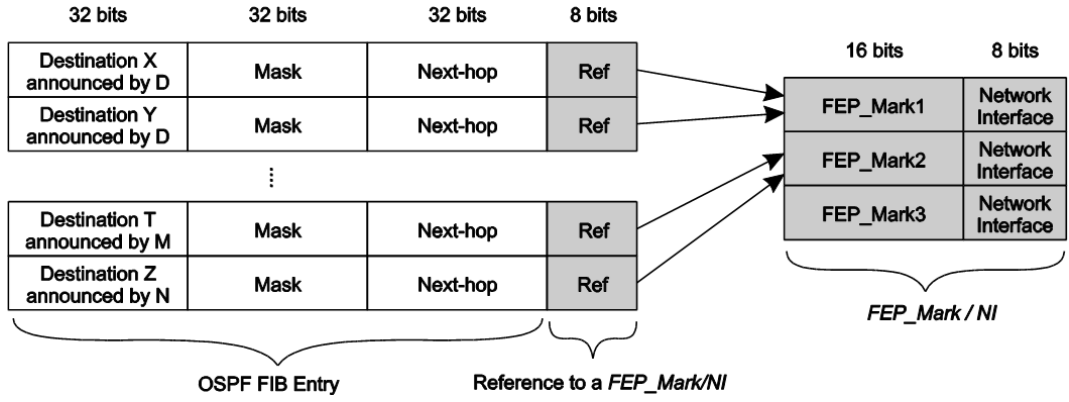 32 bits 32 bits 32 bits 8 bits
16 bits 8 bits
Destination X
announced by D
Mask Next-hop Ref
Destination Y
announced by D
Mask Next-hop Ref
Destination T
announced by M
Mask Next-hop Ref
Destination Z
announced by N
Mask Next-hop Ref
FEP_Mark1
Network
Interface
FEP_Mark2
Network
Interface
FEP_Mark3
Network
Interface
FEP_Mark / NI
OSPF FIB Entry
Reference to a FEP_Mark/NI